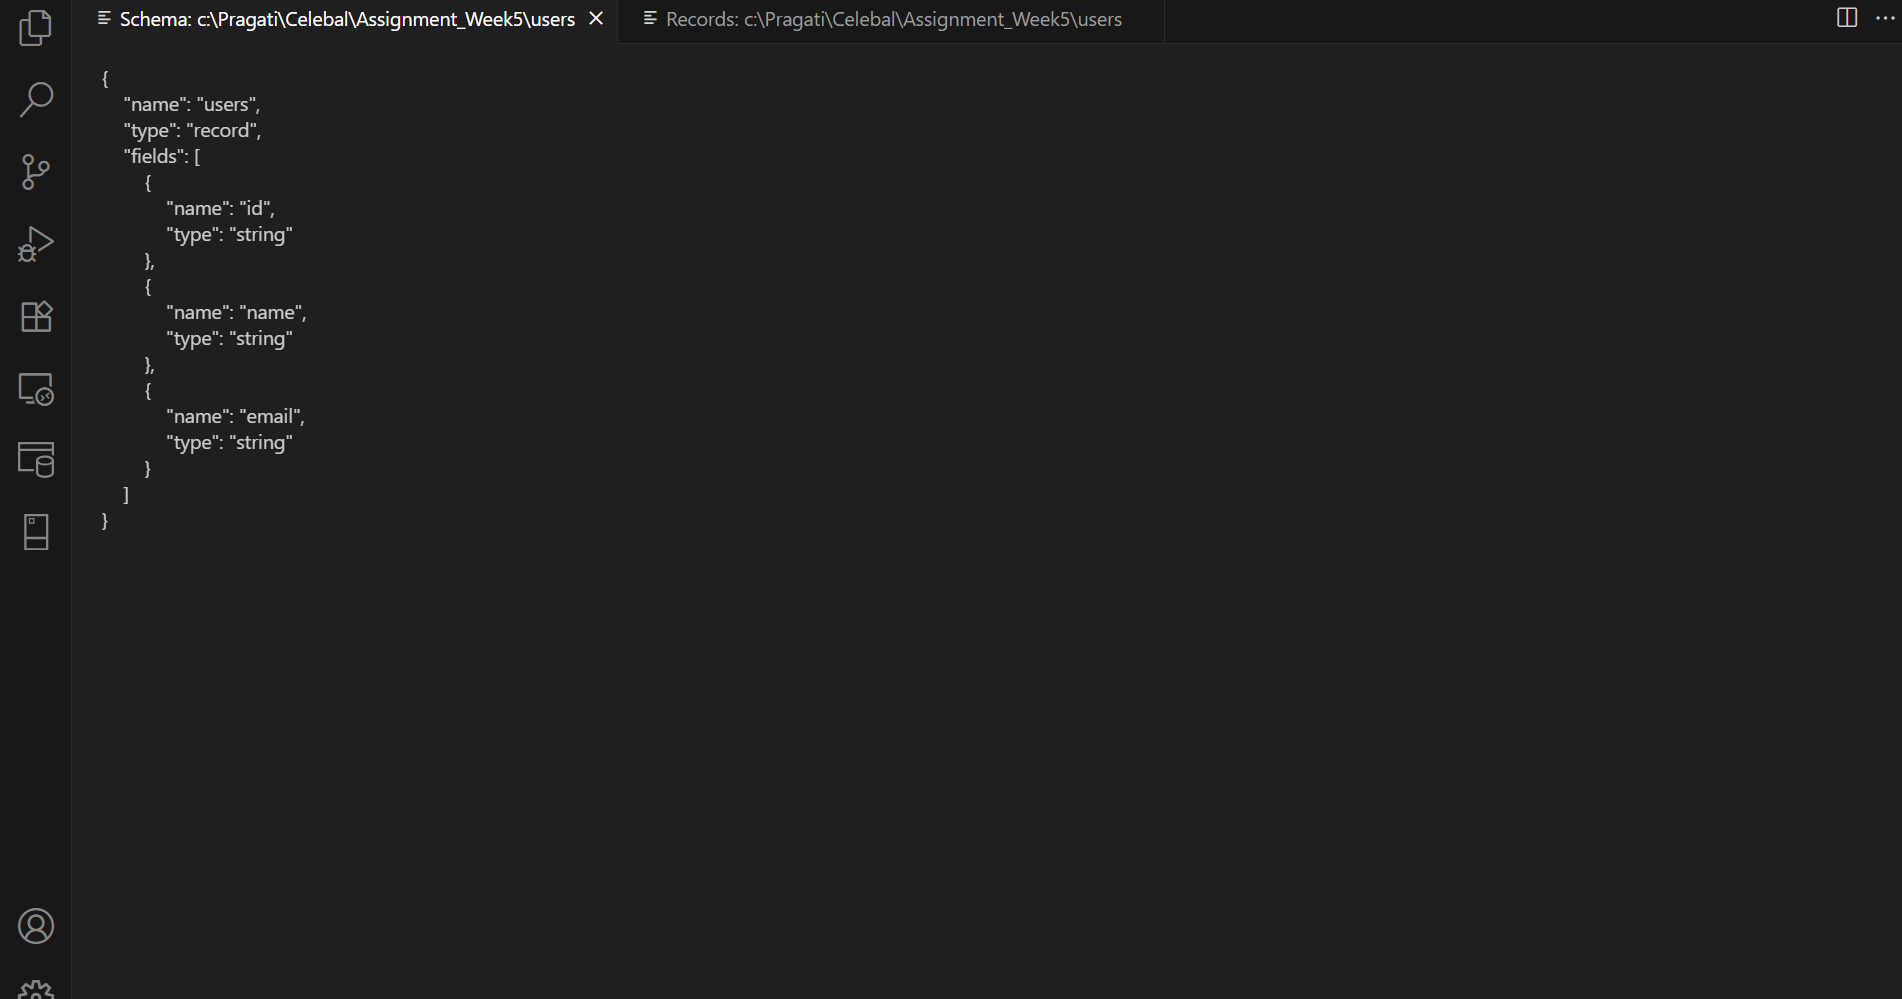 Schema: c:\Pragati\Celebal\Assignment_Week5\users
Records: c:\Pragati\Celebal\Assignment_Week5\users
{
"name": "users",
"type": "record",
"fields": [
{
"name": "id",
"type": "string"
},
{
"name": "name",
"type": "string"
},
{
"name": "email",
"type": "string"
}
]
}